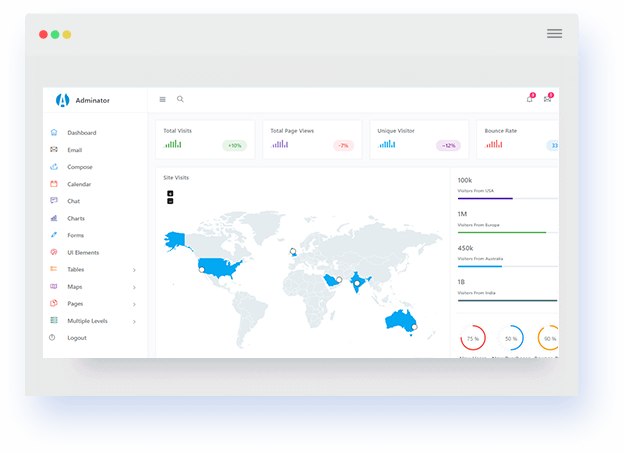 Adminator
3
3
Dashboard
Email
Compose
Calendar
Chat
Charts
Forms
UI Elements
Tables
Maps
Pages
Multiple Levels
Logout
Total Visits
+10%
Total Page Views
-7%
Unique Visitor
-12%
Bounce Rate
33
Site Visits
+
-
100k
Visitors From USA
1M
Visitors From Europe
450k
Visitors From Australia
1B
Visitors From India
75 %
50 %
90 %